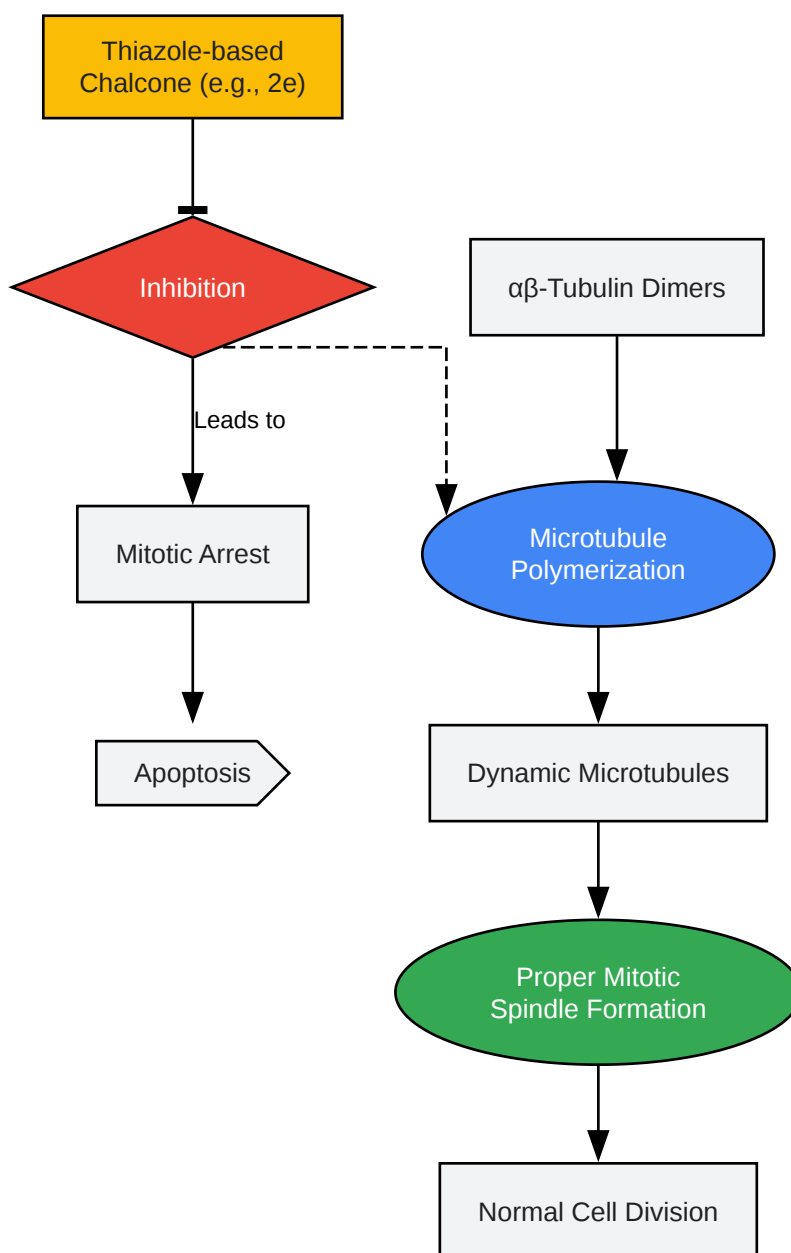 Thiazole-based
Chalcone (e.g., 2e)
Inhibition
αβ-Tubulin Dimers
Leads to
Mitotic Arrest
Microtubule
Polymerization
Apoptosis
Dynamic Microtubules
Proper Mitotic
Spindle Formation
Normal Cell Division